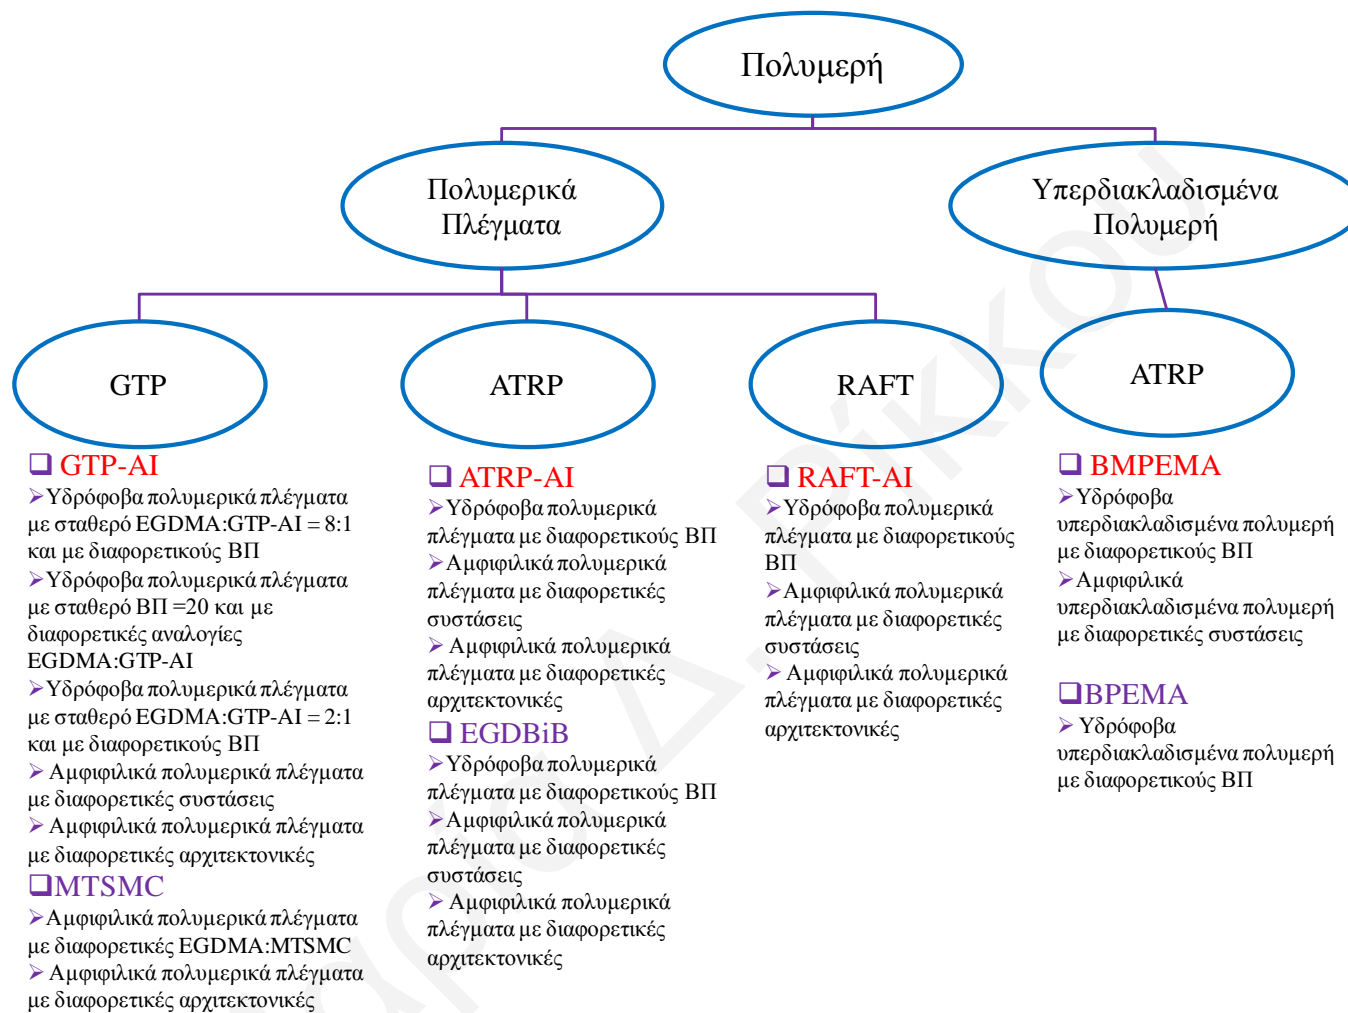 Πολυμερή
Πολυμερικά
Πλέγματα
Υπερδιακλαδισμένα
Πολυμερή
GTP
ATRP
RAFT
ATRP
❑ GTP-AI
➢Υδρόφοβα πολυμερικά πλέγματα
με σταθερό EGDMA:GTP-AI = 8:1
και με διαφορετικούς ΒΠ
➢Υδρόφοβα πολυμερικά πλέγματα
με σταθερό ΒΠ =20 και με
διαφορετικές αναλογίες
EGDMA:GTP-AI
➢Υδρόφοβα πολυμερικά πλέγματα
με σταθερό EGDMA:GTP-AI = 2:1
και με διαφορετικούς ΒΠ
➢ Αμφιφιλικά πολυμερικά πλέγματα
με διαφορετικές συστάσεις
➢ Αμφιφιλικά πολυμερικά πλέγματα
με διαφορετικές αρχιτεκτονικές
❑MTSMC
➢Αμφιφιλικά πολυμερικά πλέγματα
με διαφορετικές EGDMA:MTSMC
➢ Αμφιφιλικά πολυμερικά πλέγματα
με διαφορετικές αρχιτεκτονικές
❑ ATRP-AI
➢Υδρόφοβα πολυμερικά
πλέγματα με διαφορετικούς ΒΠ
➢Αμφιφιλικά πολυμερικά
πλέγματα με διαφορετικές
συστάσεις
➢ Αμφιφιλικά πολυμερικά
πλέγματα με διαφορετικές
αρχιτεκτονικές
❑ EGDBiB
➢Υδρόφοβα πολυμερικά
πλέγματα με διαφορετικούς ΒΠ
➢Αμφιφιλικά πολυμερικά
πλέγματα με διαφορετικές
συστάσεις
➢ Αμφιφιλικά πολυμερικά
πλέγματα με διαφορετικές
αρχιτεκτονικές
❑ RAFT-AI
➢Υδρόφοβα πολυμερικά
πλέγματα με διαφορετικούς
ΒΠ
➢Αμφιφιλικά πολυμερικά
πλέγματα με διαφορετικές
συστάσεις
➢ Αμφιφιλικά πολυμερικά
πλέγματα με διαφορετικές
αρχιτεκτονικές
❑ BMPEMA
➢Υδρόφοβα
υπερδιακλαδισμένα πολυμερή
με διαφορετικούς ΒΠ
➢Αμφιφιλικά
υπερδιακλαδισμένα πολυμερή
με διαφορετικές συστάσεις
❑BPEMA
➢ Υδρόφοβα
υπερδιακλαδισμένα πολυμερή
με διαφορετικούς ΒΠ
Δ. Ρίκκου